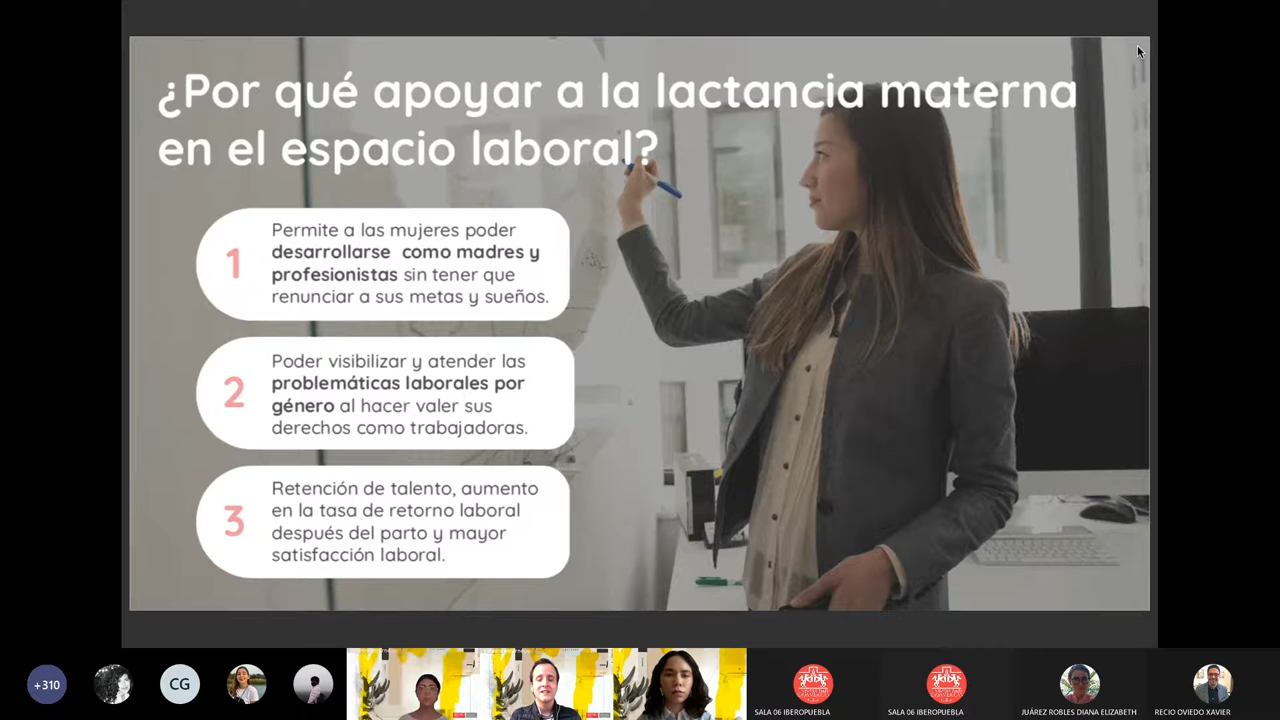 ¿Por qué apoyar a la lactancia materna
en el espacio laboral?
1
Permite a las mujeres poder
desarrollarse como madres y
profesionistas sin tener que
renunciar a sus metas y sueños.
2
Poder visibilizar y atender las
problemáticas laborales por
género al hacer valer sus
derechos como trabajadoras.
3
Retención de talento, aumento
en la tasa de retorno laboral
después del parto y mayor
satisfacción laboral.
+310
CG
SALA 06 IBEROPUEBLA
SALA 06 IBEROPUEBLA
JUÁREZ ROBLES DIANA ELIZABETH
RECIO OVIEDO XAVIER